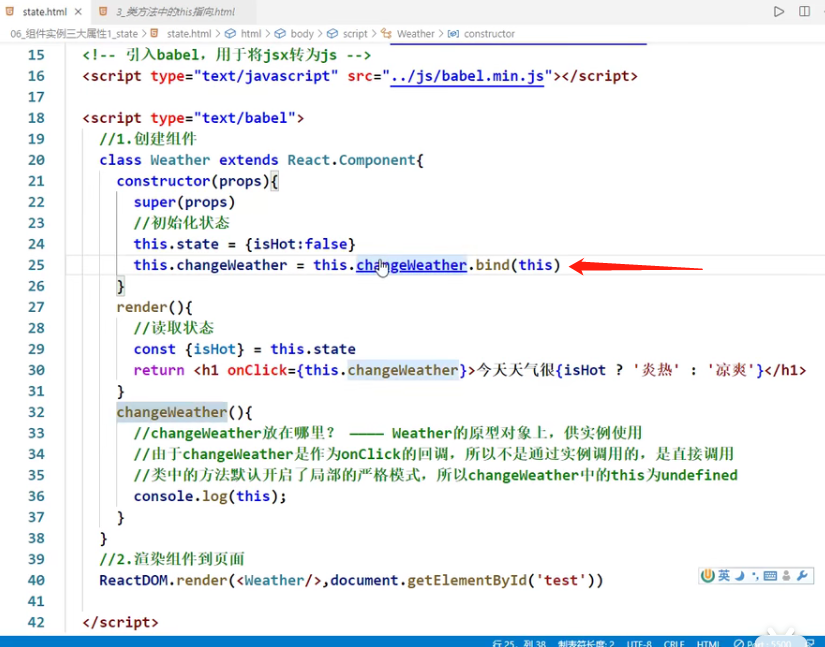 state.html
3_类方法中的this指向.html
06_组件实例三大属性1_state > state.html > html > body > script > Weather > constructor
15 <!-- 引入babel，用于将jsx转为js -->
16 <script type="text/javascript" src="../js/babel.min.js"></script>
17
18 <script type="text/babel">
19 //1.创建组件
20 class Weather extends React.Component{
21 constructor(props){
22 super(props)
23 //初始化状态
24 this.state = {isHot:false}
25 this.changeWeather = this.changeWeather.bind(this)
26 }
27 render(){
28 //读取状态
29 const {isHot} = this.state
30 return <h1 onClick={this.changeWeather}>今天天气很{isHot ? '炎热' : '凉爽'}</h1>
31 }
32 changeWeather(){
33 //changeWeather放在哪里？ ———— Weather的原型对象上，供实例使用
34 //由于changeWeather是作为onClick的回调，所以不是通过实例调用的，是直接调用
35 //类中的方法默认开启了局部的严格模式，所以changeWeather中的this为undefined
36 console.log(this);
37 }
38 }
39 //2.渲染组件到页面
40 ReactDOM.render(<Weather/>,document.getElementById('test'))
41
42 </script>
英
行 25，列 38 制表符长度: 2 UTF-8 CRLF HTML Port : 5500